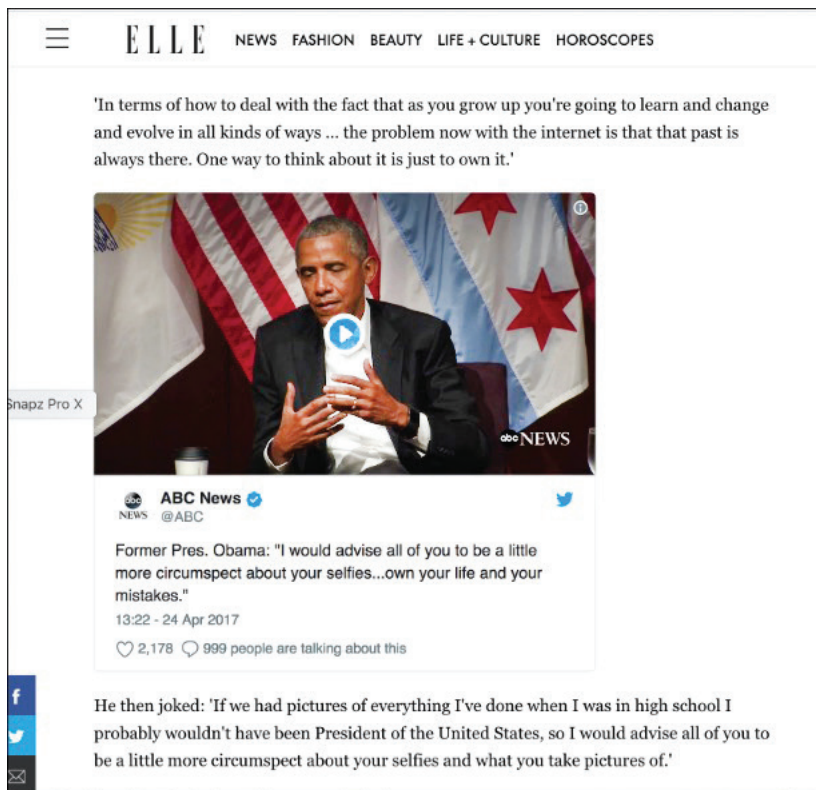 ELLE NEWS FASHION BEAUTY LIFE + CULTURE HOROSCOPES
'In terms of how to deal with the fact that as you grow up you're going to learn and change
and evolve in all kinds of ways ... the problem now with the internet is that that past is
always there. One way to think about it is just to own it.'
abc NEWS
Snapz Pro X
abc NEWS
ABC News
@ABC
Former Pres. Obama: "I would advise all of you to be a little
more circumspect about your selfies...own your life and your
mistakes."
13:22 - 24 Apr 2017
2,178 999 people are talking about this
f
He then joked: 'If we had pictures of everything I've done when I was in high school I
probably wouldn't have been President of the United States, so I would advise all of you to
be a little more circumspect about your selfies and what you take pictures of.'